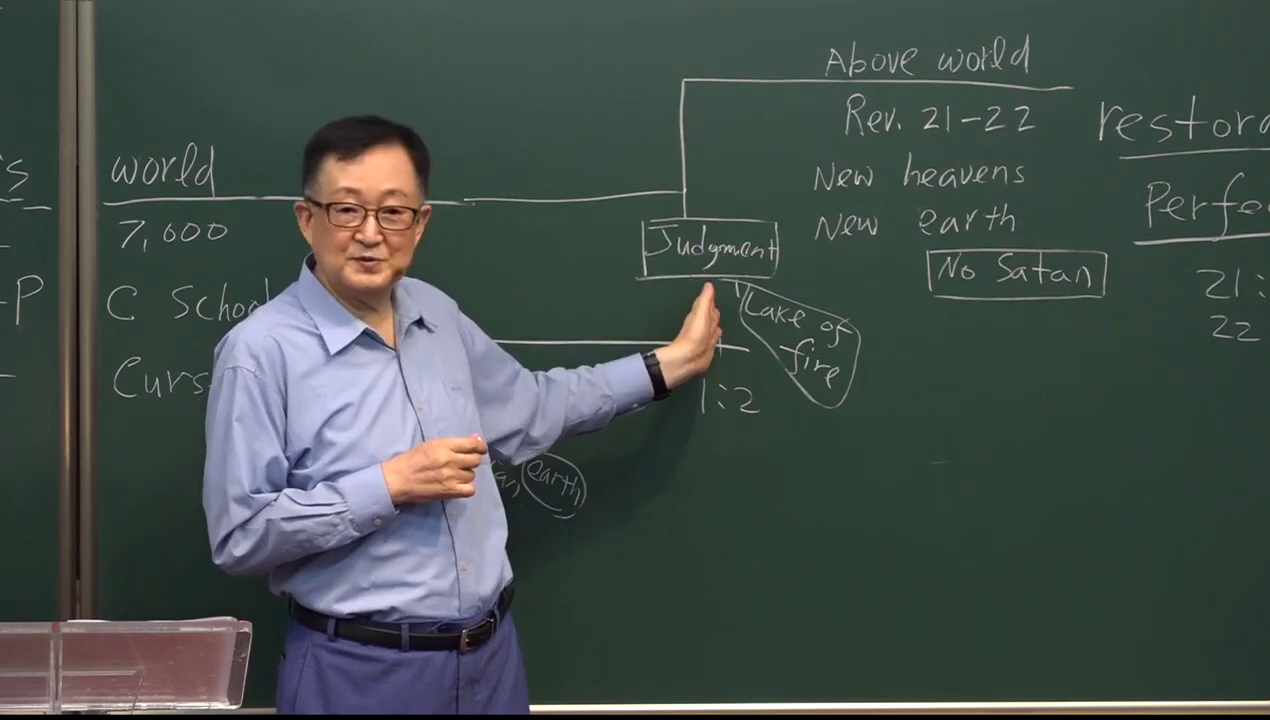 's
-P
world
7,000
C Schoo
Curs
earth
Judgment
Lake of
fire
1:2
Above world
Rev. 21-22
New heavens
New earth
No Satan
restora
Perfe
21:
22